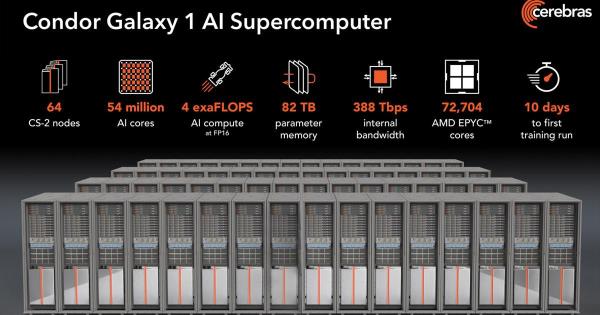 Condor Galaxy 1 AI Supercomputer
cerebras
64
CS-2 nodes
54 million
AI cores
4 exaFLOPS
AI compute
at FP16
82 TB
parameter
memory
388 Tbps
internal
bandwidth
72,704
AMD EPYC™
cores
10 days
to first
training run